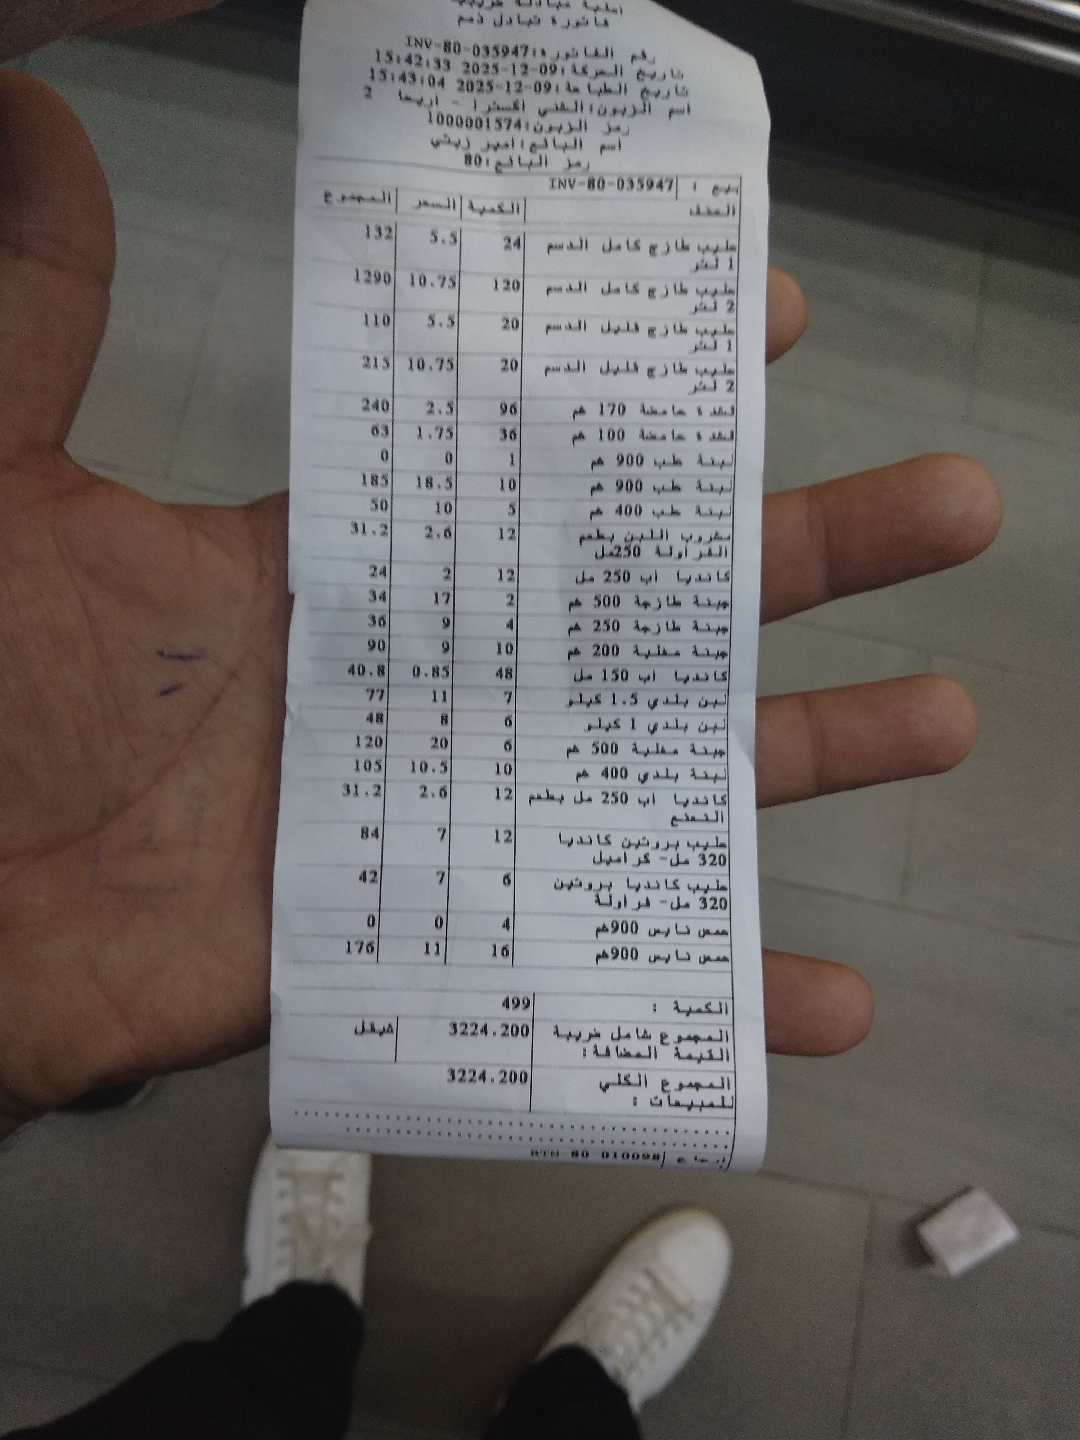 فاتورة تبادل ذمم
رقم الفاتورة: INV-80-035947
تاريخ الحركة: 2025-12-09 15:42:33
تاريخ الطباعة: 2025-12-09 15:43:04
اسم الزبون: الفني اكسترا - اريحا 2
رمز الزبون: 1000001574
اسم البائع: امير
رمز البائع: 80
بيع : INV-80-035947
الصنف الكمية السعر المجموع
حليب طازج كامل الدسم 24 5.5 132
1 لتر
حليب طازج كامل الدسم 120 10.75 1290
2 لتر
حليب طازج قليل الدسم 20 5.5 110
1 لتر
حليب طازج قليل الدسم 20 10.75 215
2 لتر
قشدة حامضة 170 غم 96 2.5 240
قشدة حامضة 100 غم 36 1.75 63
لبنة طب 900 غم 1 0 0
لبنة طب 900 غم 10 18.5 185
لبنة طب 400 غم 5 10 50
مشروب اللبن بطعم 12 2.6 31.2
الفراولة 250مل
كانديا اب 250 مل 12 2 24
جبنة طازجة 500 غم 2 17 34
جبنة طازجة 250 غم 4 9 36
جبنة مغلية 200 غم 10 9 90
كانديا اب 150 مل 48 0.85 40.8
لبن بلدي 1.5 كيلو 7 11 77
لبن بلدي 1 كيلو 6 8 48
جبنة مغلية 500 غم 6 20 120
لبنة بلدي 400 غم 10 10.5 105
كانديا اب 250 مل بطعم 12 2.6 31.2
النعنع
حليب بروتين كانديا 12 7 84
320 مل- كراميل
حليب كانديا بروتين 6 7 42
320 مل- فراولة
حمص نايس 900غم 4 0 0
حمص نايس 900غم 16 11 176
الكمية : 499
المجموع شامل ضريبة 3224.200 شيقل
القيمة المضافة:
المجموع الكلي 3224.200
للمبيعات :
إرجاع RTN-80-010098